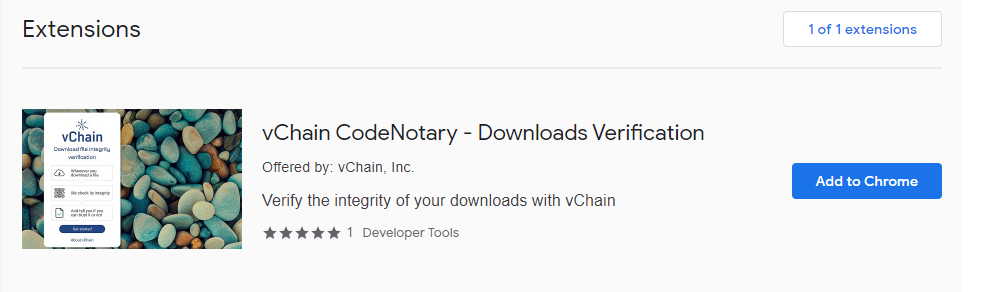 Extensions
1 of 1 extensions
vChain
Download file integrity
verification
Whenever you
download a file
We check its integrity
And tell you if you
can trust it or not
Get started
About vChain
vChain CodeNotary - Downloads Verification
Offered by: vChain, Inc.
Verify the integrity of your downloads with vChain
1 Developer Tools
Add to Chrome